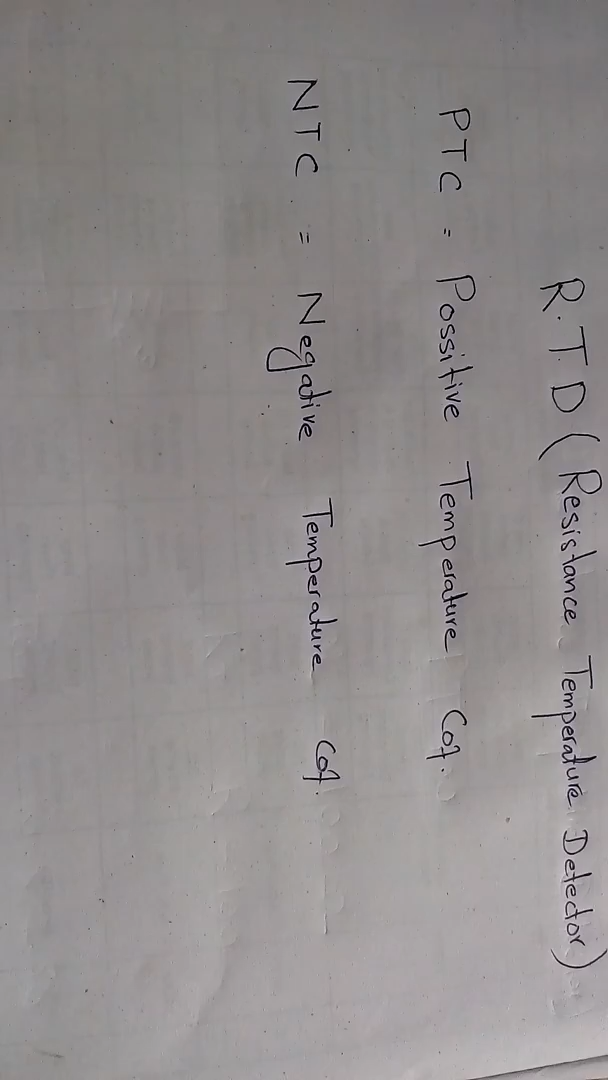 R.T.D (Resistance Temperature Detector)
PTC = Possitive Temperature Cof.
NTC = Negative Temperature Cof.